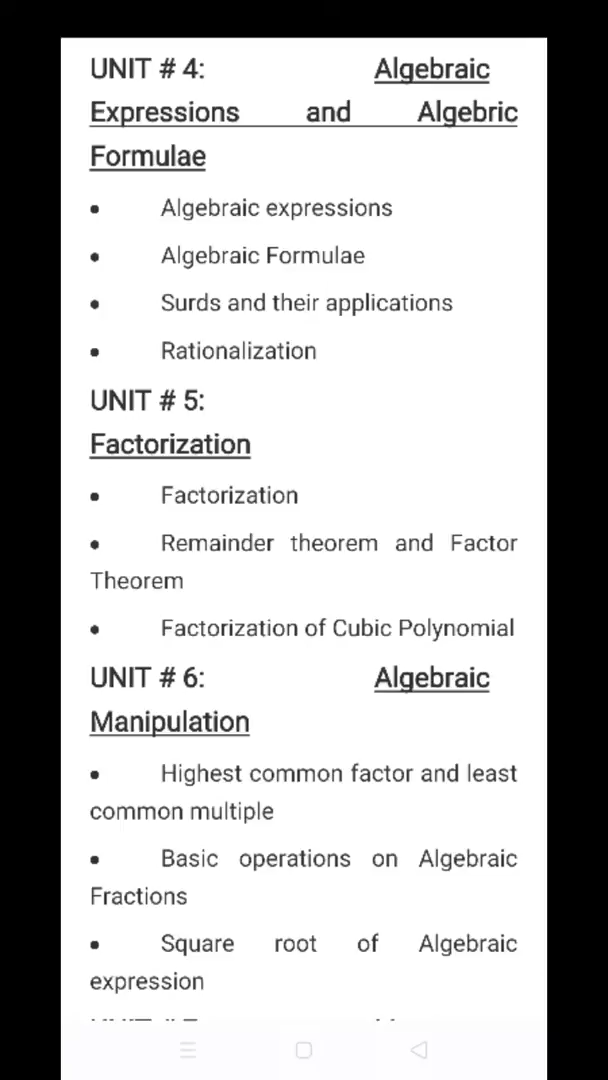 UNIT # 4: Algebraic
Expressions and Algebric
Formulae
• Algebraic expressions
• Algebraic Formulae
• Surds and their applications
• Rationalization
UNIT # 5:
Factorization
• Factorization
• Remainder theorem and Factor
Theorem
• Factorization of Cubic Polynomial
UNIT # 6: Algebraic
Manipulation
• Highest common factor and least
common multiple
• Basic operations on Algebraic
Fractions
• Square root of Algebraic
expression